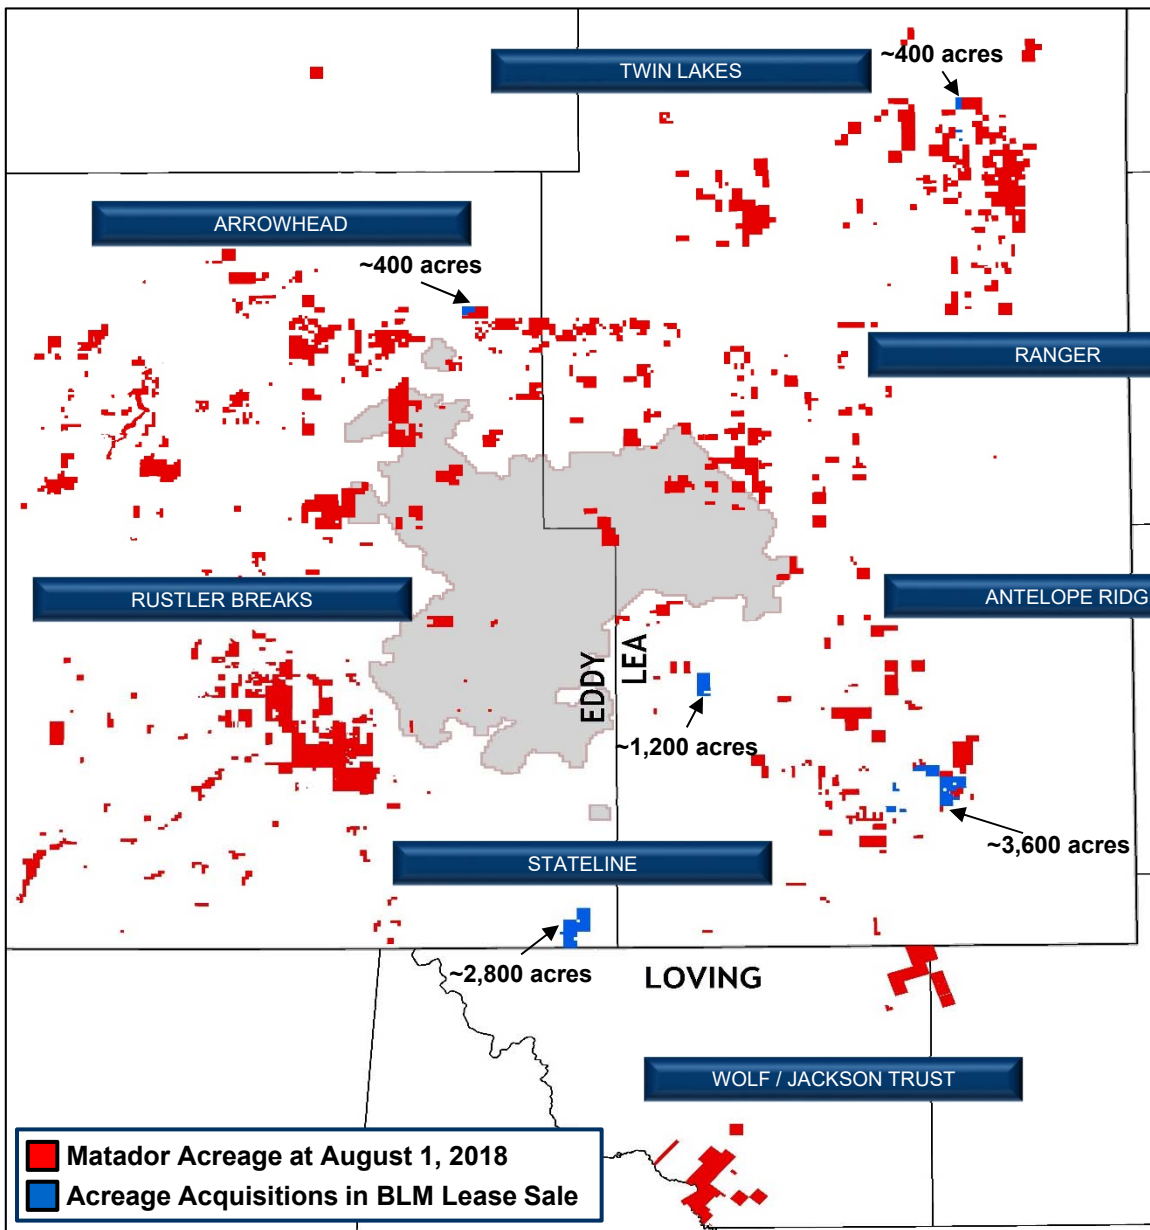 TWIN LAKES
~400 acres
ARROWHEAD
~400 acres
RANGER
RUSTLER BREAKS
ANTELOPE RIDG
EDDY
LEA
~1,200 acres
~3,600 acres
STATELINE
~2,800 acres
LOVING
WOLF / JACKSON TRUST
Matador Acreage at August 1, 2018
Acreage Acquisitions in BLM Lease Sale